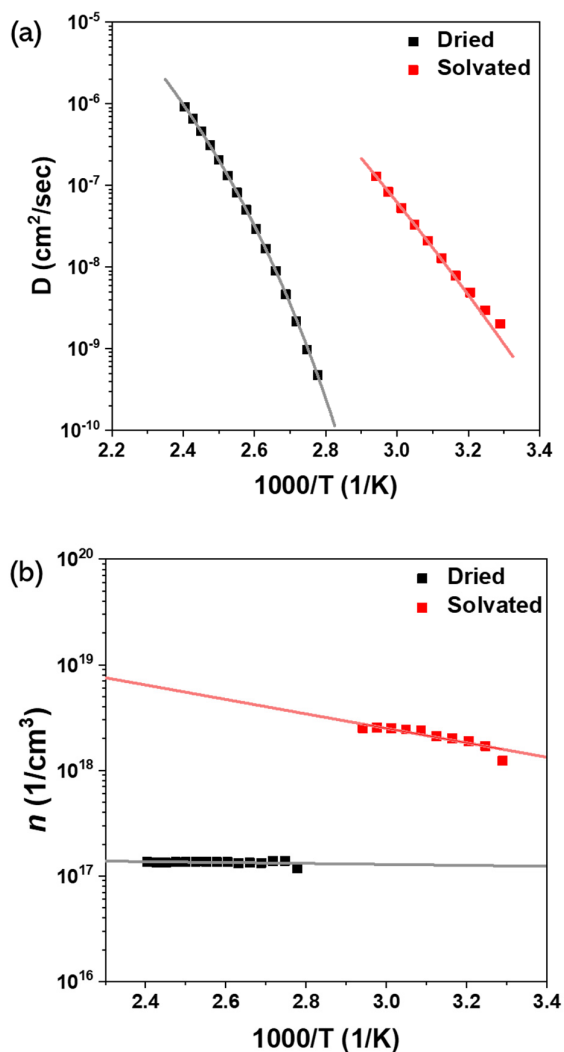 (a)
10⁻⁵
10⁻⁶
10⁻⁷
10⁻⁸
10⁻⁹
10⁻¹⁰
D (cm²/sec)
Dried
Solvated
2.2 2.4 2.6 2.8 3.0 3.2 3.4
1000/T (1/K)
(b)
10²⁰
10¹⁹
10¹⁸
10¹⁷
10¹⁶
n (1/cm³)
Dried
Solvated
2.4 2.6 2.8 3.0 3.2 3.4
1000/T (1/K)